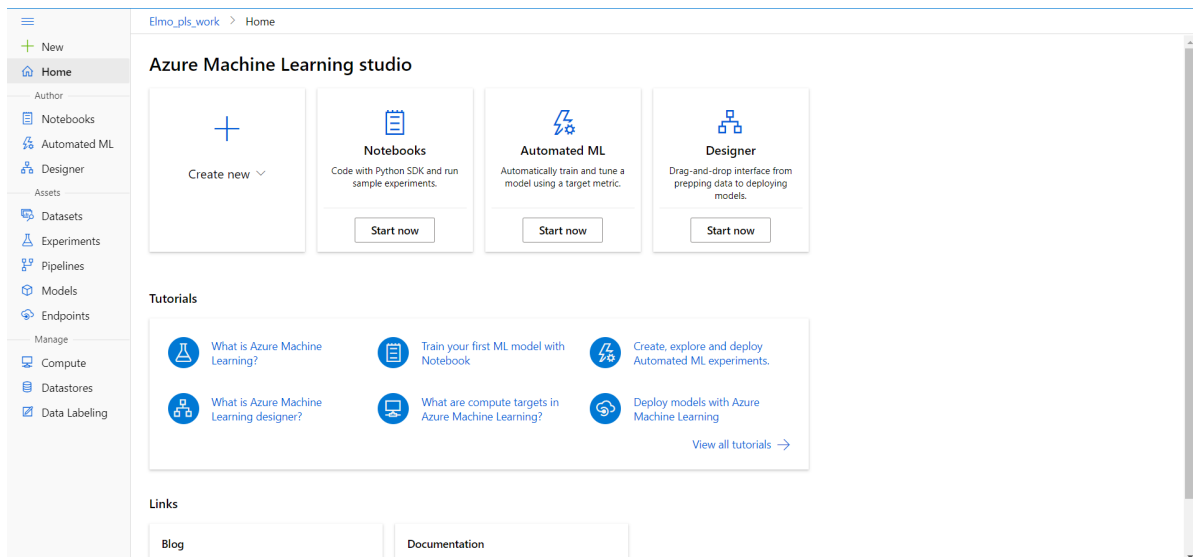 Elmo_pls_work > Home
New
Home
Author
Notebooks
Automated ML
Designer
Assets
Datasets
Experiments
Pipelines
Models
Endpoints
Manage
Compute
Datastores
Data Labeling
Azure Machine Learning studio
Create new
Notebooks
Code with Python SDK and run
sample experiments.
Start now
Automated ML
Automatically train and tune a
model using a target metric.
Start now
Designer
Drag-and-drop interface from
prepping data to deploying
models.
Start now
Tutorials
What is Azure Machine
Learning?
Train your first ML model with
Notebook
Create, explore and deploy
Automated ML experiments.
What is Azure Machine
Learning designer?
What are compute targets in
Azure Machine Learning?
Deploy models with Azure
Machine Learning
View all tutorials
Links
Blog
Documentation